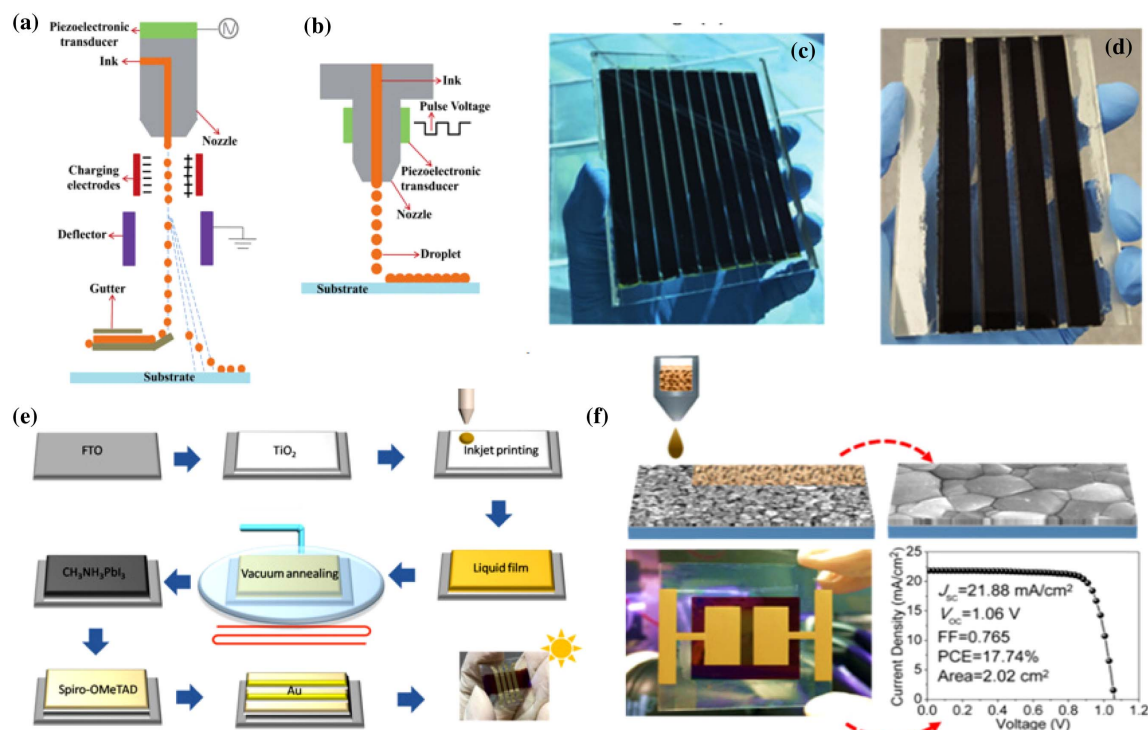 (a)
Piezoelectronic
transducer
Ink
Nozzle
Charging
electrodes
Deflector
Gutter
Substrate
(b)
Ink
Pulse Voltage
Piezoelectronic
transducer
Nozzle
Droplet
Substrate
(c)
(d)
(e)
FTO
TiO₂
Inkjet printing
Liquid film
Vacuum annealing
CH₃NH₃PbI₃
Spiro-OMeTAD
Au
(f)
Current Density (mA/cm²)
25
20
15
10
5
0
J_SC=21.88 mA/cm²
V_OC=1.06 V
FF=0.765
PCE=17.74%
Area=2.02 cm²
0.0 0.2 0.4 0.6 0.8 1.0 1.2
Voltage (V)